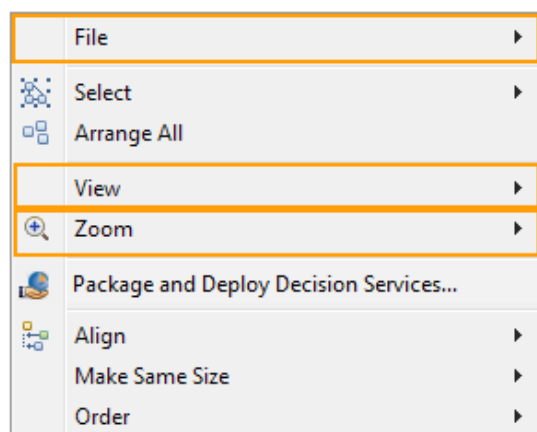 File
Select
Arrange All
View
Zoom
Package and Deploy Decision Services...
Align
Make Same Size
Order